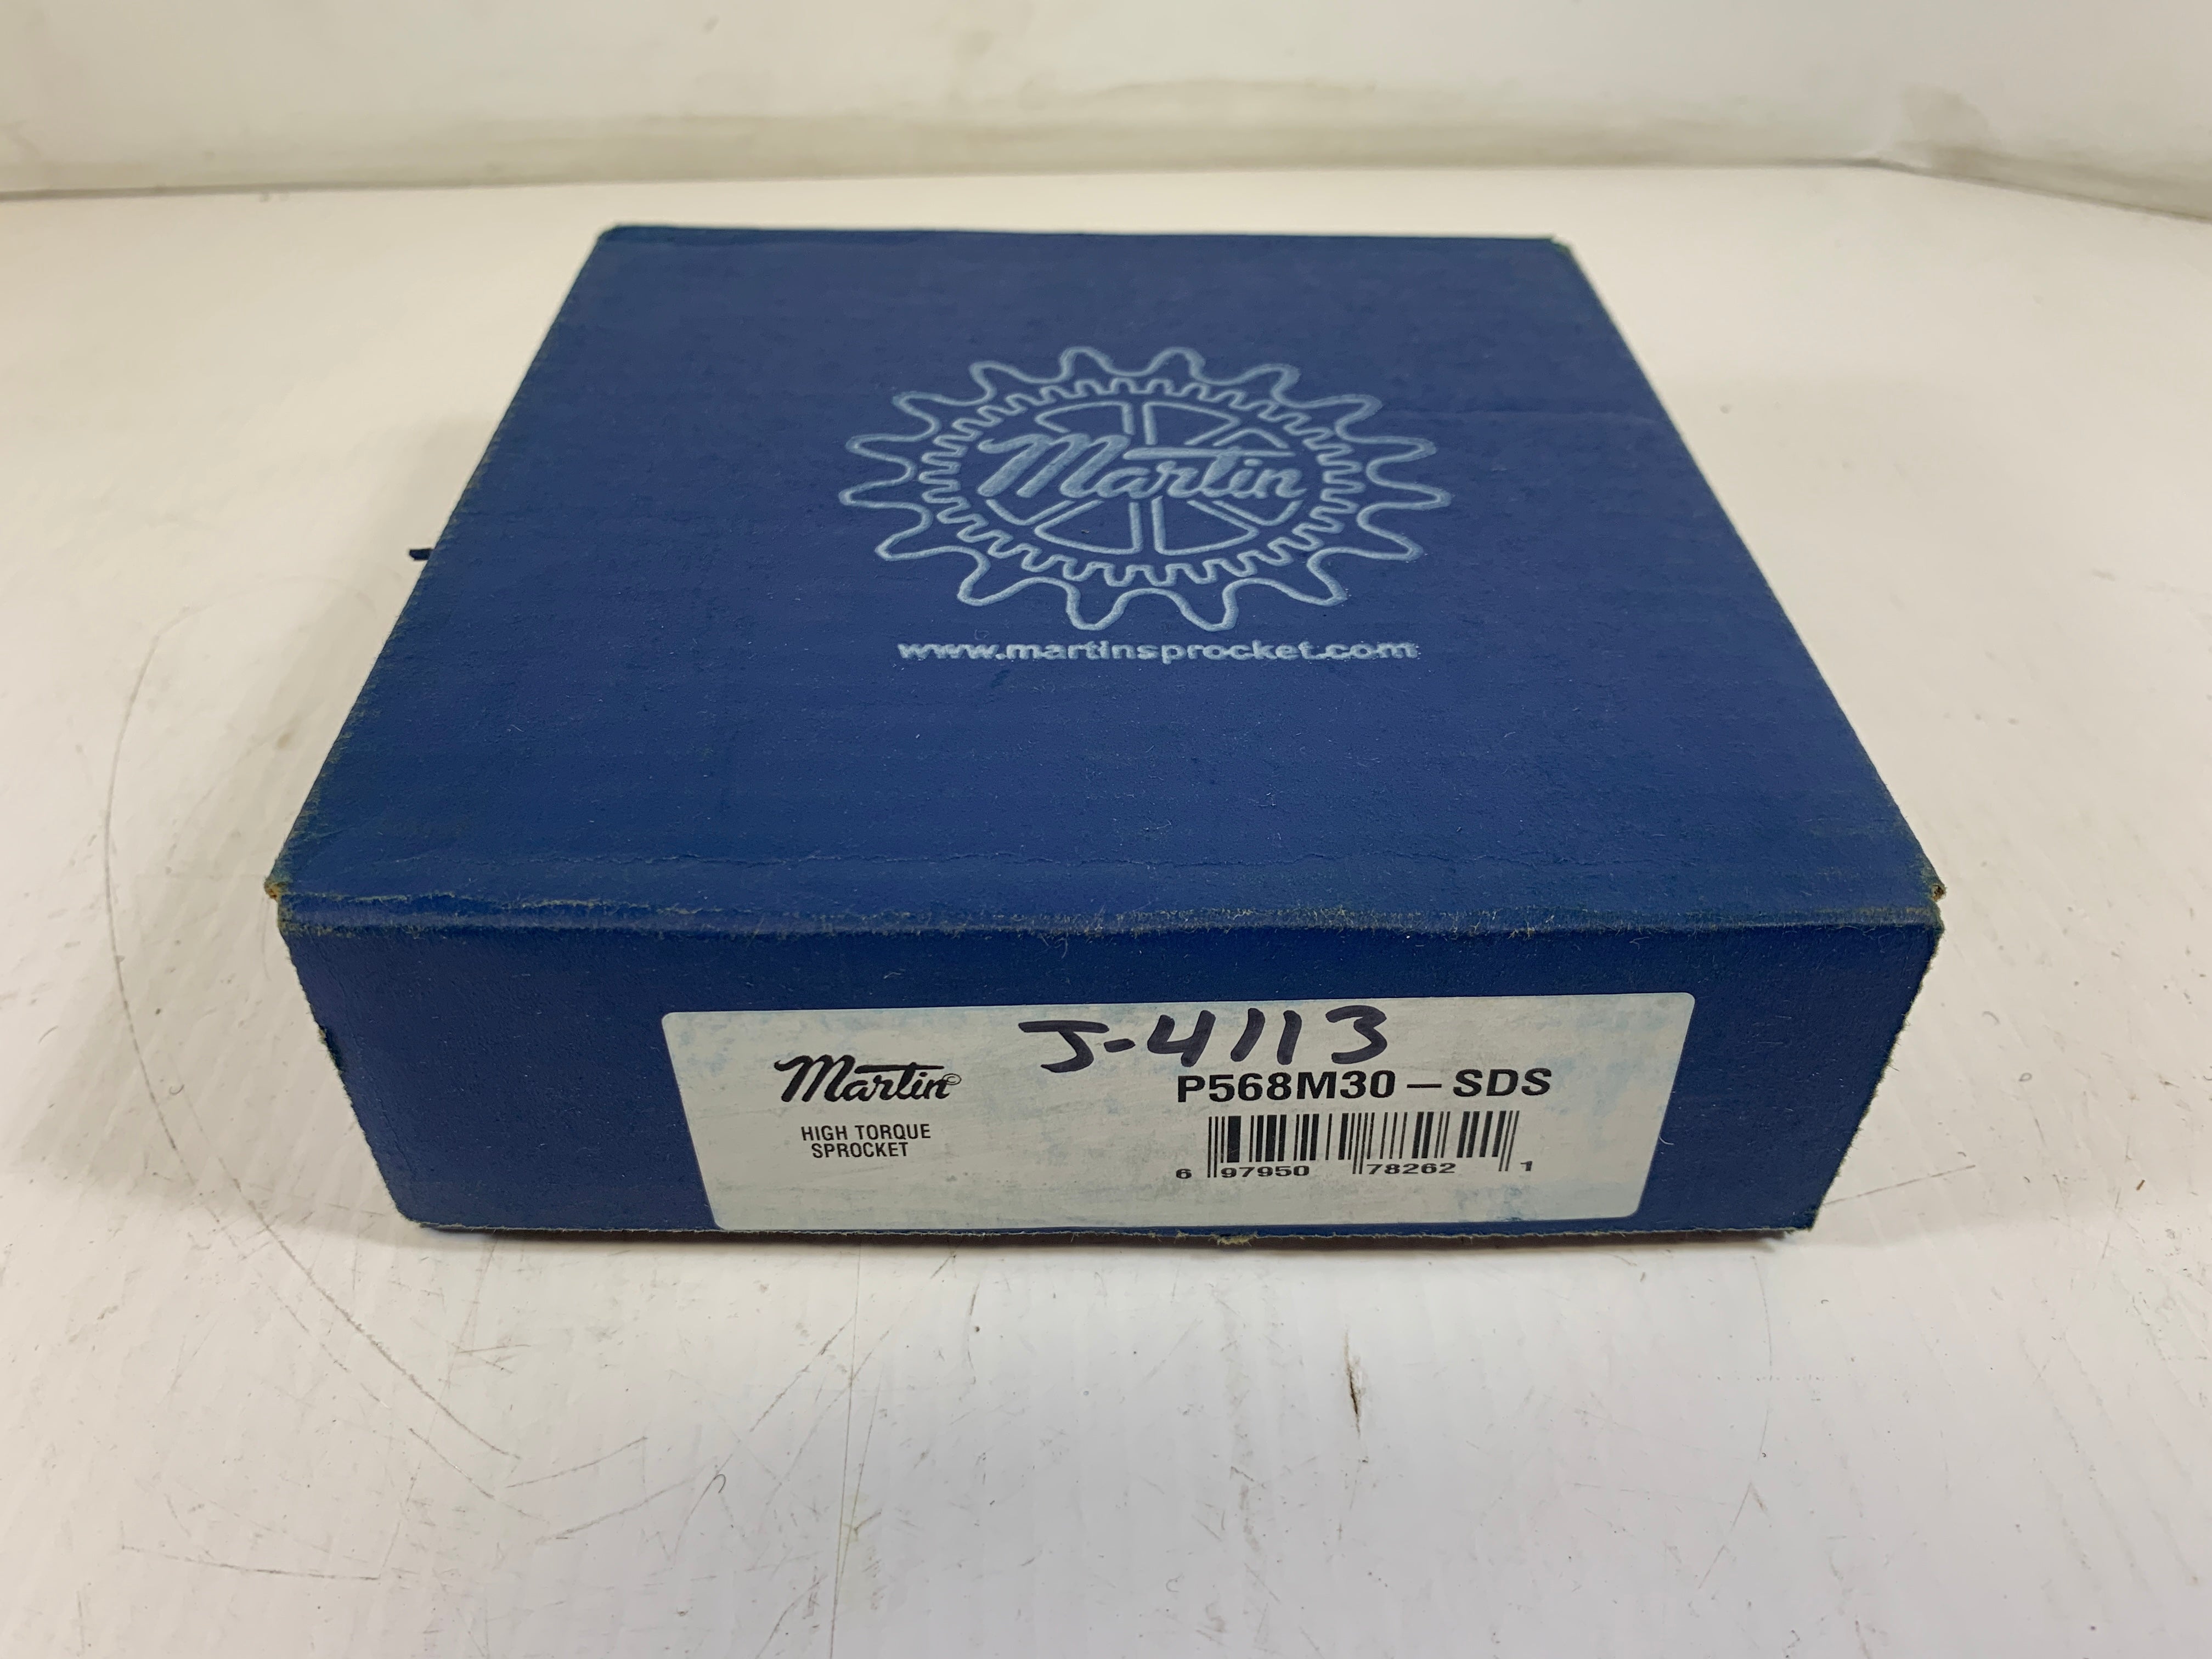 Martin
www.martinsprocket.com
J-4113
Martin
P568M30-SDS
HIGH TORQUE
SPROCKET
6 97950 78262 1